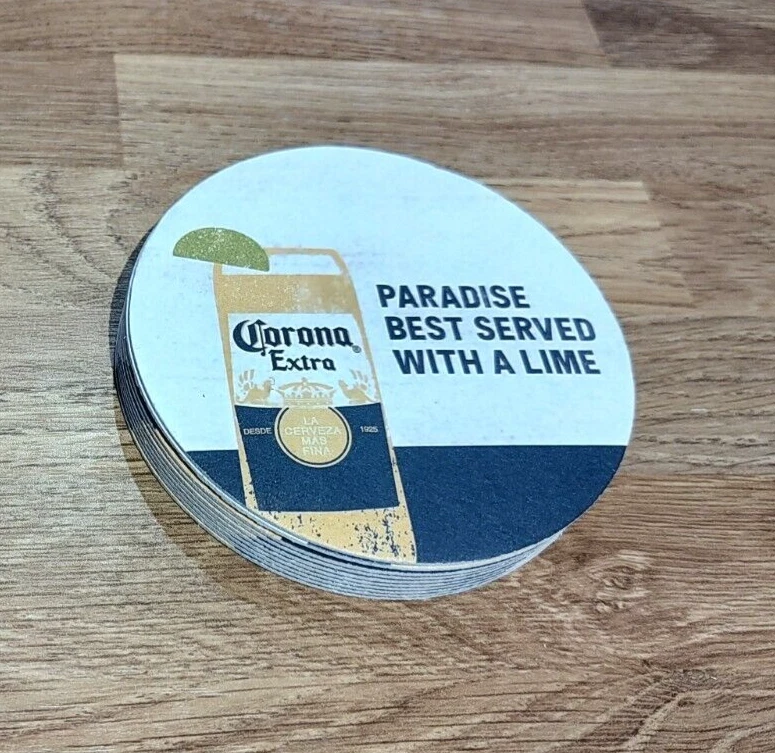 Corona®
Extra
DESDE
LA
CERVEZA
MAS
FINA
1925
PARADISE
BEST SERVED
WITH A LIME